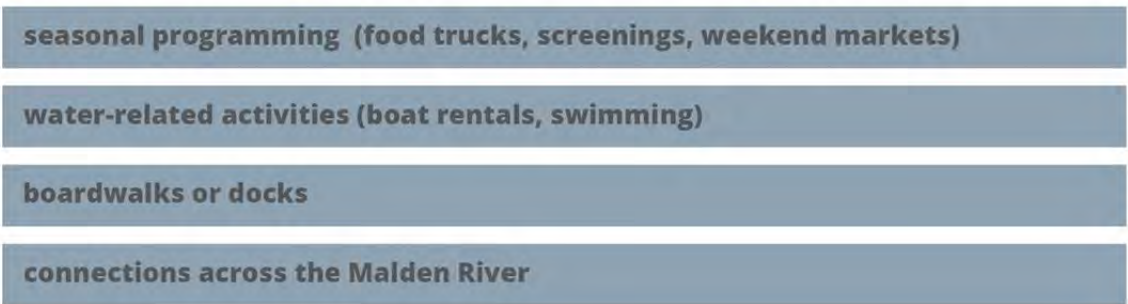 seasonal programming (food trucks, screenings, weekend markets)
water-related activities (boat rentals, swimming)
boardwalks or docks
connections across the Malden River